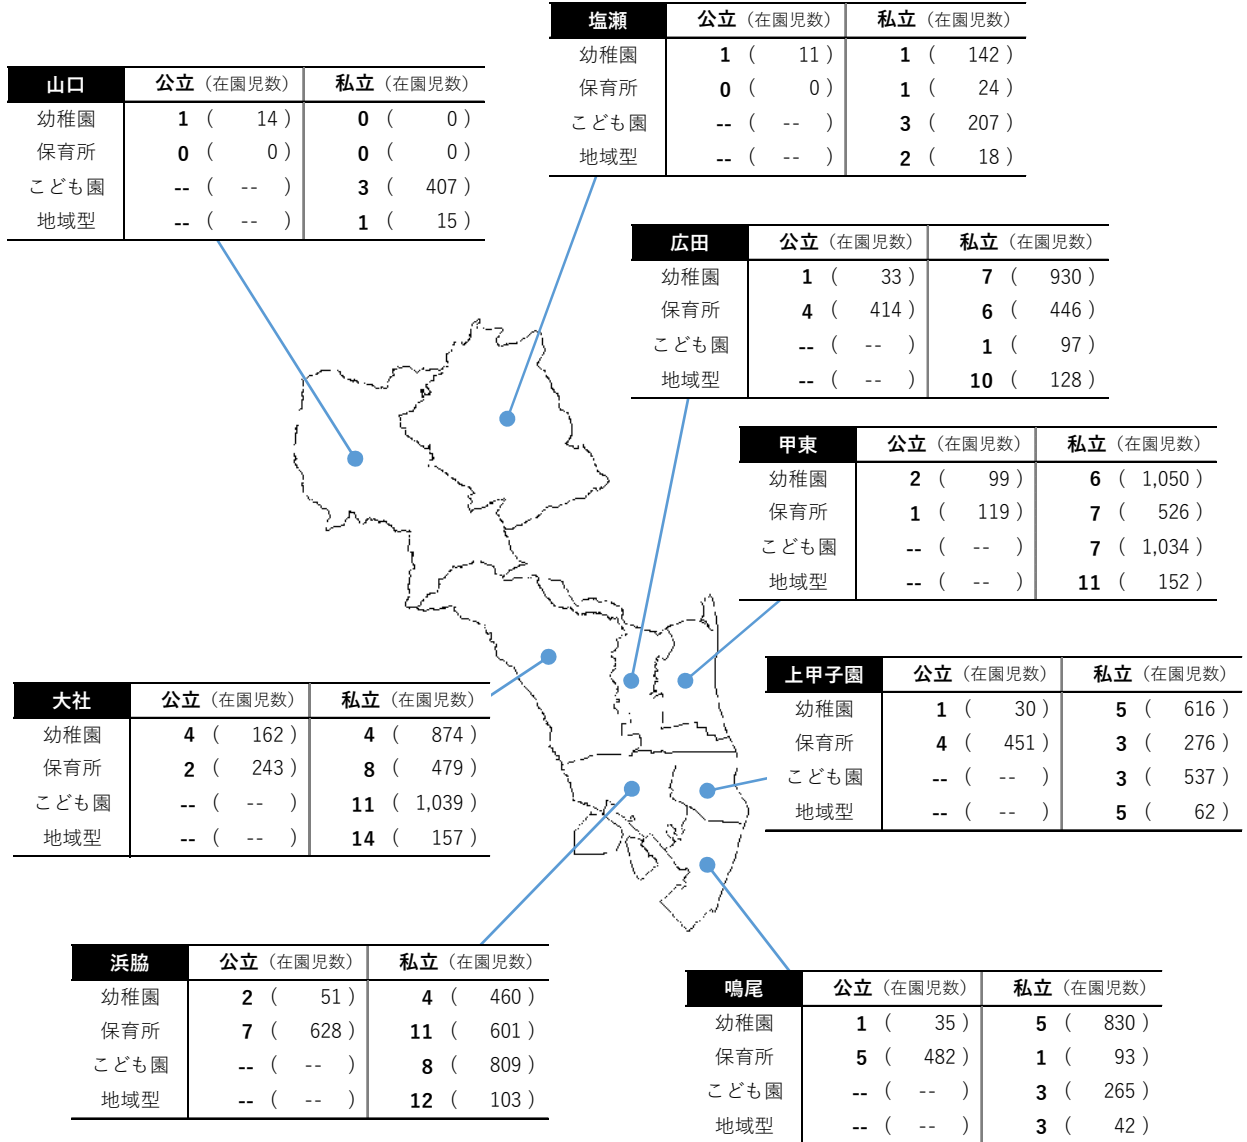 塩瀬 公立（在園児数） 私立（在園児数）
幼稚園 1 ( 11 ) 1 ( 142 )
保育所 0 ( 0 ) 1 ( 24 )
こども園 -- ( -- ) 3 ( 207 )
地域型 -- ( -- ) 2 ( 18 )
山口 公立（在園児数） 私立（在園児数）
幼稚園 1 ( 14 ) 0 ( 0 )
保育所 0 ( 0 ) 0 ( 0 )
こども園 -- ( -- ) 3 ( 407 )
地域型 -- ( -- ) 1 ( 15 )
広田 公立（在園児数） 私立（在園児数）
幼稚園 1 ( 33 ) 7 ( 930 )
保育所 4 ( 414 ) 6 ( 446 )
こども園 -- ( -- ) 1 ( 97 )
地域型 -- ( -- ) 10 ( 128 )
甲東 公立（在園児数） 私立（在園児数）
幼稚園 2 ( 99 ) 6 ( 1,050 )
保育所 1 ( 119 ) 7 ( 526 )
こども園 -- ( -- ) 7 ( 1,034 )
地域型 -- ( -- ) 11 ( 152 )
上甲子園 公立（在園児数） 私立（在園児数）
幼稚園 1 ( 30 ) 5 ( 616 )
保育所 4 ( 451 ) 3 ( 276 )
こども園 -- ( -- ) 3 ( 537 )
地域型 -- ( -- ) 5 ( 62 )
大社 公立（在園児数） 私立（在園児数）
幼稚園 4 ( 162 ) 4 ( 874 )
保育所 2 ( 243 ) 8 ( 479 )
こども園 -- ( -- ) 11 ( 1,039 )
地域型 -- ( -- ) 14 ( 157 )
浜脇 公立（在園児数） 私立（在園児数）
幼稚園 2 ( 51 ) 4 ( 460 )
保育所 7 ( 628 ) 11 ( 601 )
こども園 -- ( -- ) 8 ( 809 )
地域型 -- ( -- ) 12 ( 103 )
鳴尾 公立（在園児数） 私立（在園児数）
幼稚園 1 ( 35 ) 5 ( 830 )
保育所 5 ( 482 ) 1 ( 93 )
こども園 -- ( -- ) 3 ( 265 )
地域型 -- ( -- ) 3 ( 42 )